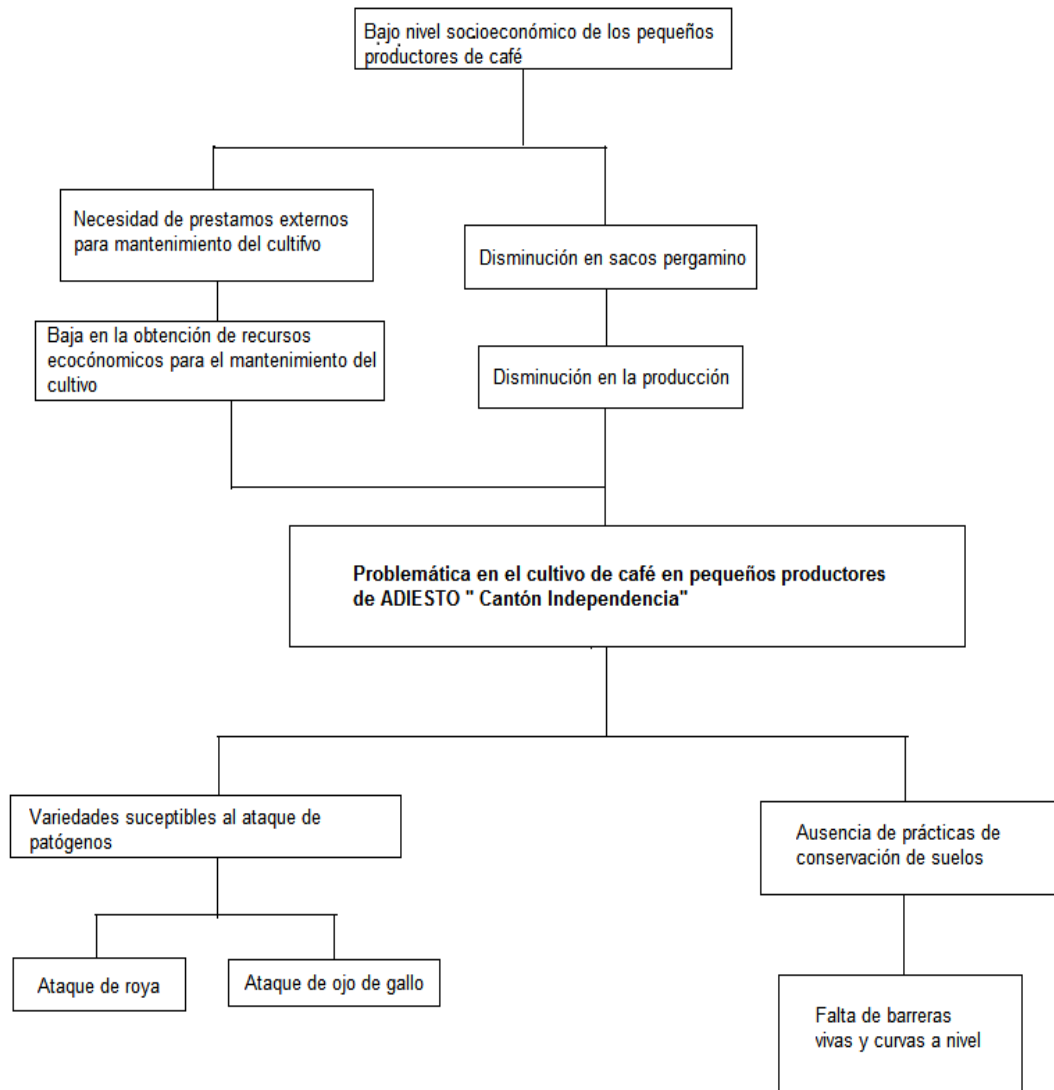 Bajo nivel socioeconómico de los pequeños
productores de café
Necesidad de prestamos externos
para mantenimiento del cultifvo
Disminución en sacos pergamino
Baja en la obtención de recursos
ecocónomicos para el mantenimiento del
cultivo
Disminución en la producción
Problemática en el cultivo de café en pequeños productores
de ADIESTO " Cantón Independencia"
Variedades suceptibles al ataque de
patógenos
Ausencia de prácticas de
conservación de suelos
Ataque de roya
Ataque de ojo de gallo
Falta de barreras
vivas y curvas a nivel